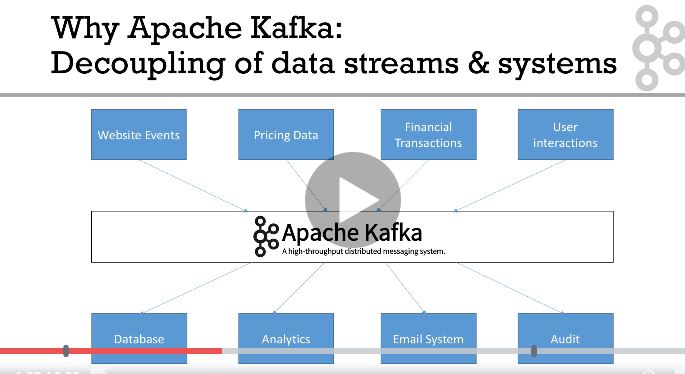 Why Apache Kafka:
Decoupling of data streams & systems
Website Events
Pricing Data
Financial
Transactions
User
interactions
Apache Kafka
A high-throughput distributed messaging system.
Database
Analytics
Email System
Audit